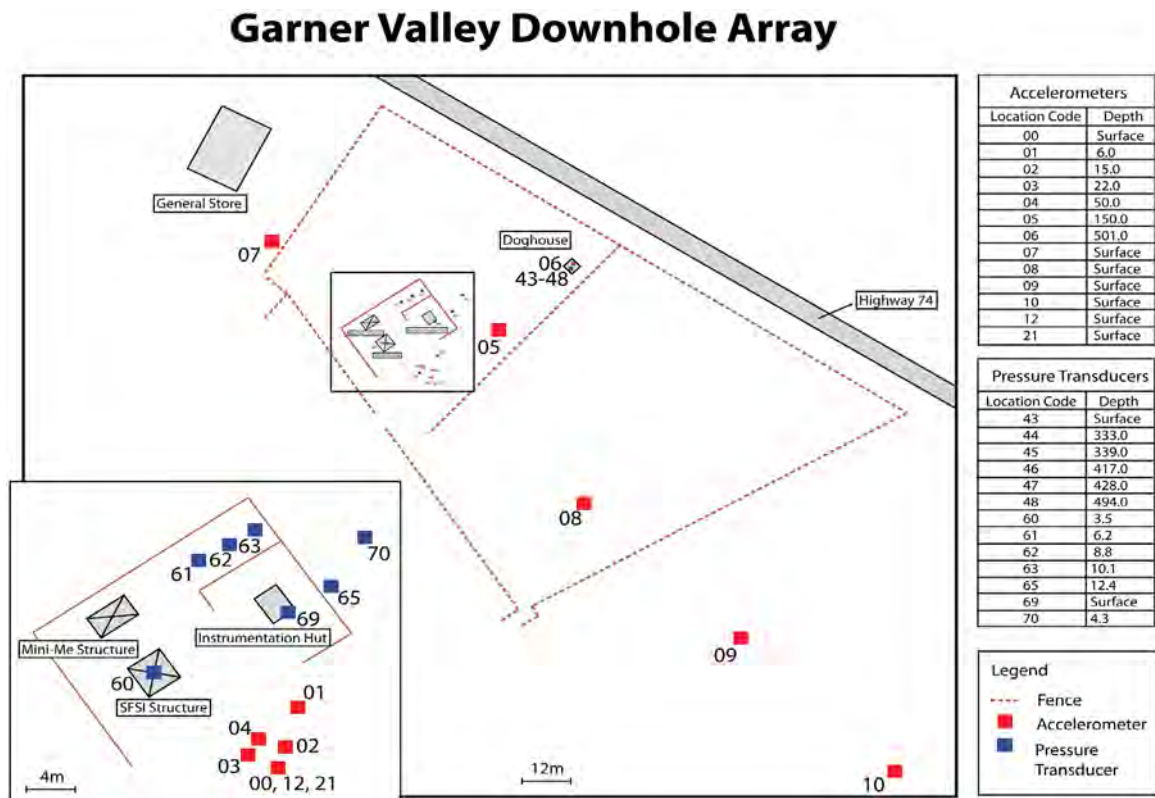 Garner Valley Downhole Array
General Store
07
Doghouse
06
43-48
05
Highway 74
08
09
10
12m
63
62
61
70
65
69
Instrumentation Hut
Mini-Me Structure
60
SFSI Structure
01
04
02
03
00, 12, 21
4m
Accelerometers
Location Code Depth
00 Surface
01 6.0
02 15.0
03 22.0
04 50.0
05 150.0
06 501.0
07 Surface
08 Surface
09 Surface
10 Surface
12 Surface
21 Surface
Pressure Transducers
Location Code Depth
43 Surface
44 333.0
45 339.0
46 417.0
47 428.0
48 494.0
60 3.5
61 6.2
62 8.8
63 10.1
65 12.4
69 Surface
70 4.3
Legend
Fence
Accelerometer
Pressure
Transducer